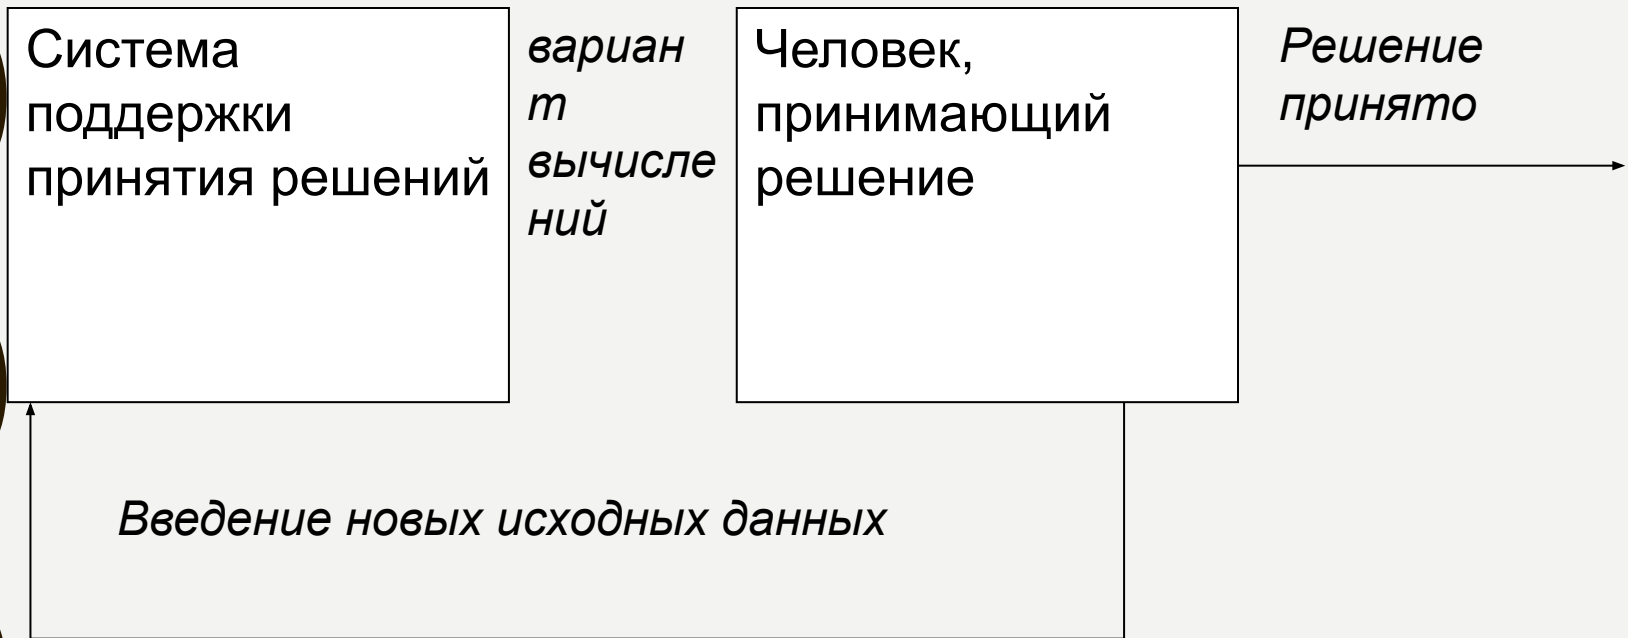 Система
поддержки
принятия решений
вариан
т
вычисле
ний
Человек,
принимающий
решение
Решение
принято
Введение новых исходных данных